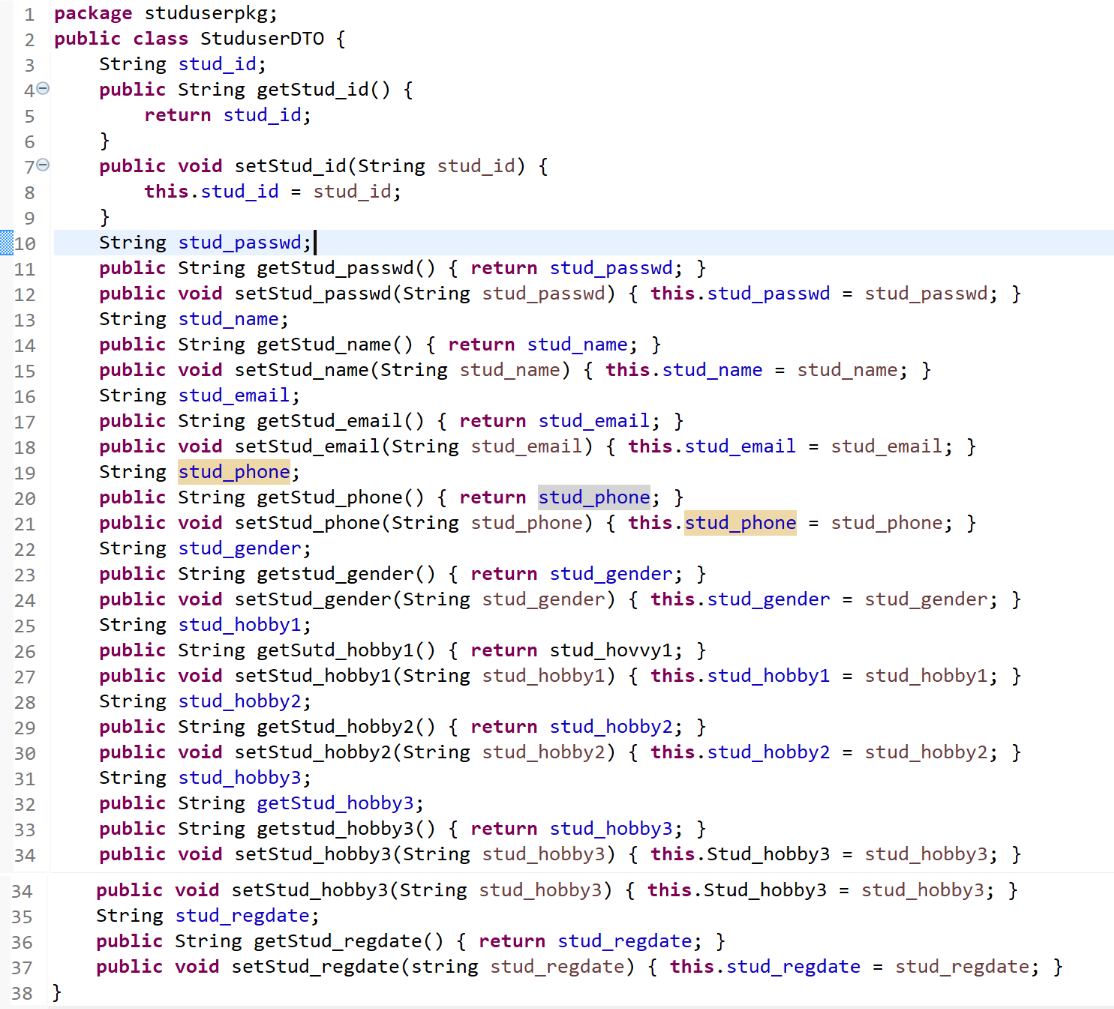 1 package studuserpkg;
2 public class StuduserDTO {
3 String stud_id;
4 public String getStud_id() {
5 return stud_id;
6 }
7 public void setStud_id(String stud_id) {
8 this.stud_id = stud_id;
9 }
10 String stud_passwd;
11 public String getStud_passwd() { return stud_passwd; }
12 public void setStud_passwd(String stud_passwd) { this.stud_passwd = stud_passwd; }
13 String stud_name;
14 public String getStud_name() { return stud_name; }
15 public void setStud_name(String stud_name) { this.stud_name = stud_name; }
16 String stud_email;
17 public String getStud_email() { return stud_email; }
18 public void setStud_email(String stud_email) { this.stud_email = stud_email; }
19 String stud_phone;
20 public String getStud_phone() { return stud_phone; }
21 public void setStud_phone(String stud_phone) { this.stud_phone = stud_phone; }
22 String stud_gender;
23 public String getstud_gender() { return stud_gender; }
24 public void setStud_gender(String stud_gender) { this.stud_gender = stud_gender; }
25 String stud_hobby1;
26 public String getSutd_hobby1() { return stud_hovvy1; }
27 public void setStud_hobby1(String stud_hobby1) { this.stud_hobby1 = stud_hobby1; }
28 String stud_hobby2;
29 public String getStud_hobby2() { return stud_hobby2; }
30 public void setStud_hobby2(String stud_hobby2) { this.stud_hobby2 = stud_hobby2; }
31 String stud_hobby3;
32 public String getStud_hobby3;
33 public String getstud_hobby3() { return stud_hobby3; }
34 public void setStud_hobby3(String stud_hobby3) { this.Stud_hobby3 = stud_hobby3; }
34 public void setStud_hobby3(String stud_hobby3) { this.Stud_hobby3 = stud_hobby3; }
35 String stud_regdate;
36 public String getStud_regdate() { return stud_regdate; }
37 public void setStud_regdate(string stud_regdate) { this.stud_regdate = stud_regdate; }
38 }